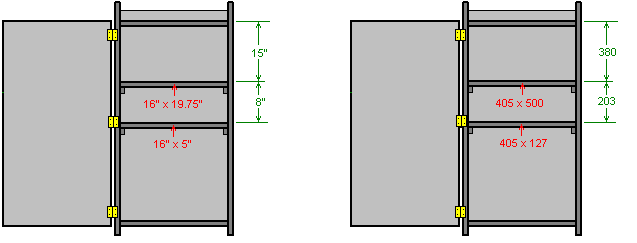 15"
16" x 19.75"
8"
16" x 5"
380
405 x 500
203
405 x 127